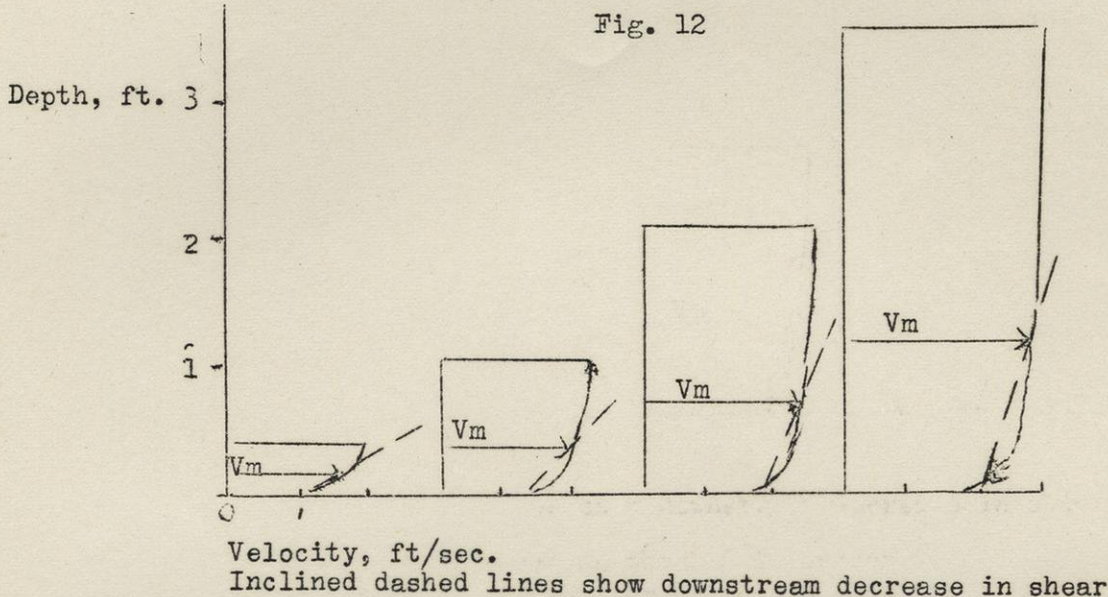 Fig. 12
Depth, ft. 3
2
1
Vm
Vm
Vm
Vm
0 1
Velocity, ft/sec.
Inclined dashed lines show downstream decrease in shear